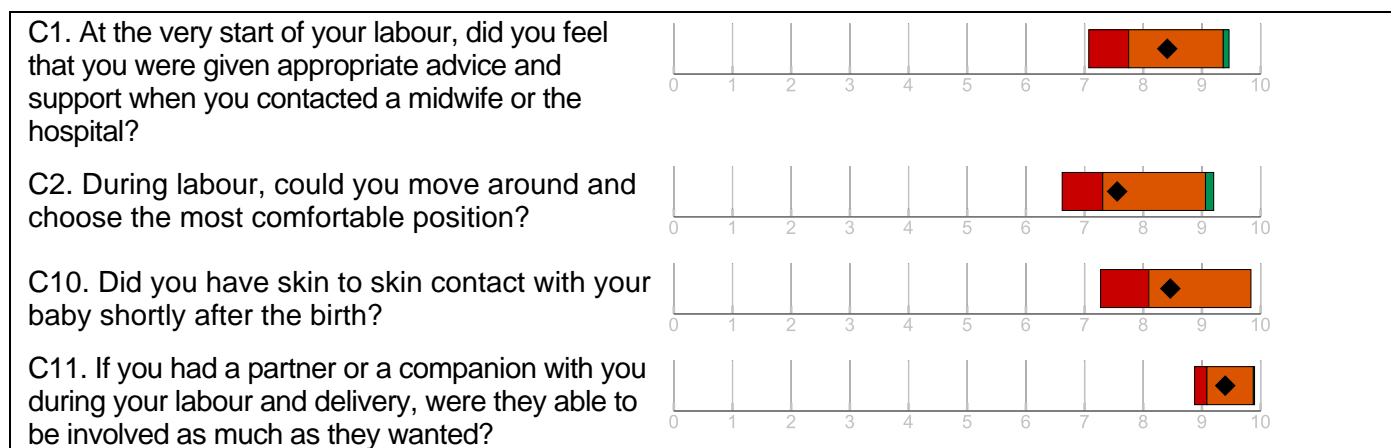 C1. At the very start of your labour, did you feel
that you were given appropriate advice and
support when you contacted a midwife or the
hospital?
0 1 2 3 4 5 6 7 8 9 10
C2. During labour, could you move around and
choose the most comfortable position?
0 1 2 3 4 5 6 7 8 9 10
C10. Did you have skin to skin contact with your
baby shortly after the birth?
0 1 2 3 4 5 6 7 8 9 10
C11. If you had a partner or a companion with you
during your labour and delivery, were they able to
be involved as much as they wanted?
0 1 2 3 4 5 6 7 8 9 10